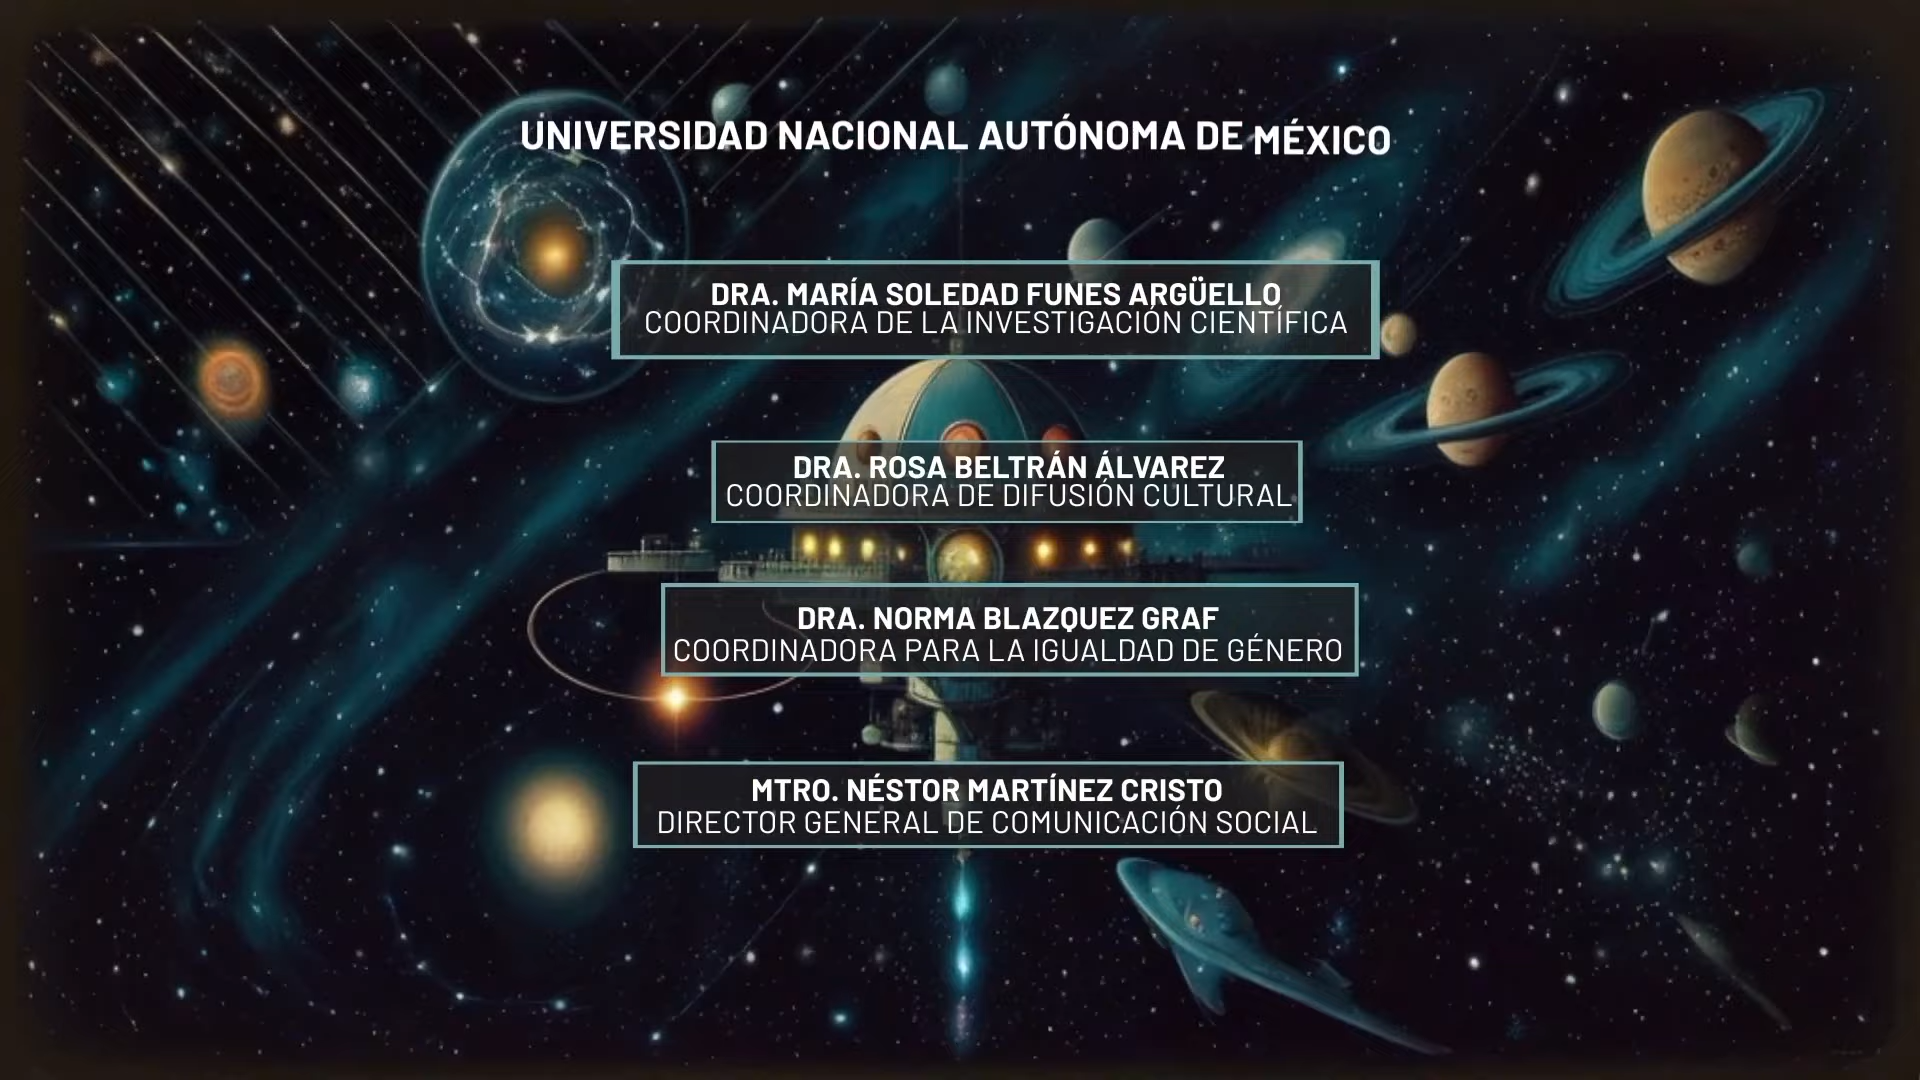 UNIVERSIDAD NACIONAL AUTÓNOMA DE MÉXICO
DRA. MARÍA SOLEDAD FUNES ARGÜELLO
COORDINADORA DE LA INVESTIGACIÓN CIENTÍFICA
DRA. ROSA BELTRÁN ÁLVAREZ
COORDINADORA DE DIFUSIÓN CULTURAL
DRA. NORMA BLAZQUEZ GRAF
COORDINADORA PARA LA IGUALDAD DE GÉNERO
MTRO. NÉSTOR MARTÍNEZ CRISTO
DIRECTOR GENERAL DE COMUNICACIÓN SOCIAL